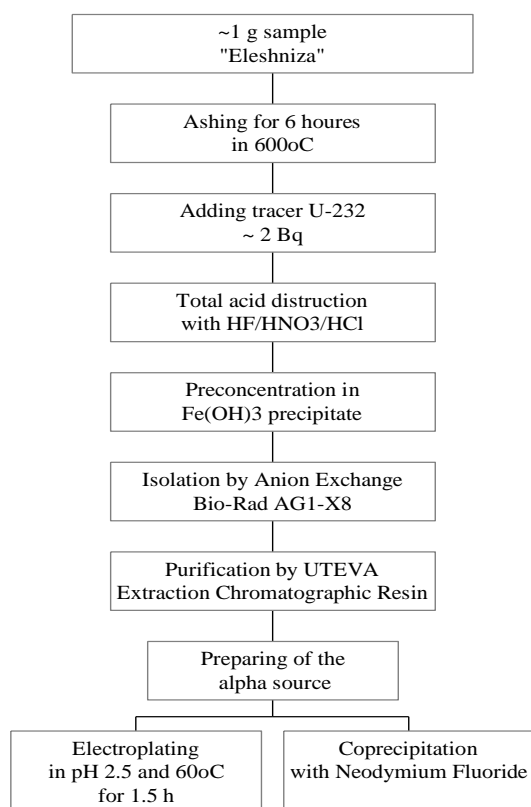 ~1 g sample
"Eleshniza"
Ashing for 6 houres
in 600oC
Adding tracer U-232
~ 2 Bq
Total acid distruction
with HF/HNO3/HCl
Preconcentration in
Fe(OH)3 precipitate
Isolation by Anion Exchange
Bio-Rad AG1-X8
Purification by UTEVA
Extraction Chromatographic Resin
Preparing of the
alpha source
Electroplating
in pH 2.5 and 60oC
for 1.5 h
Coprecipitation
with Neodymium Fluoride